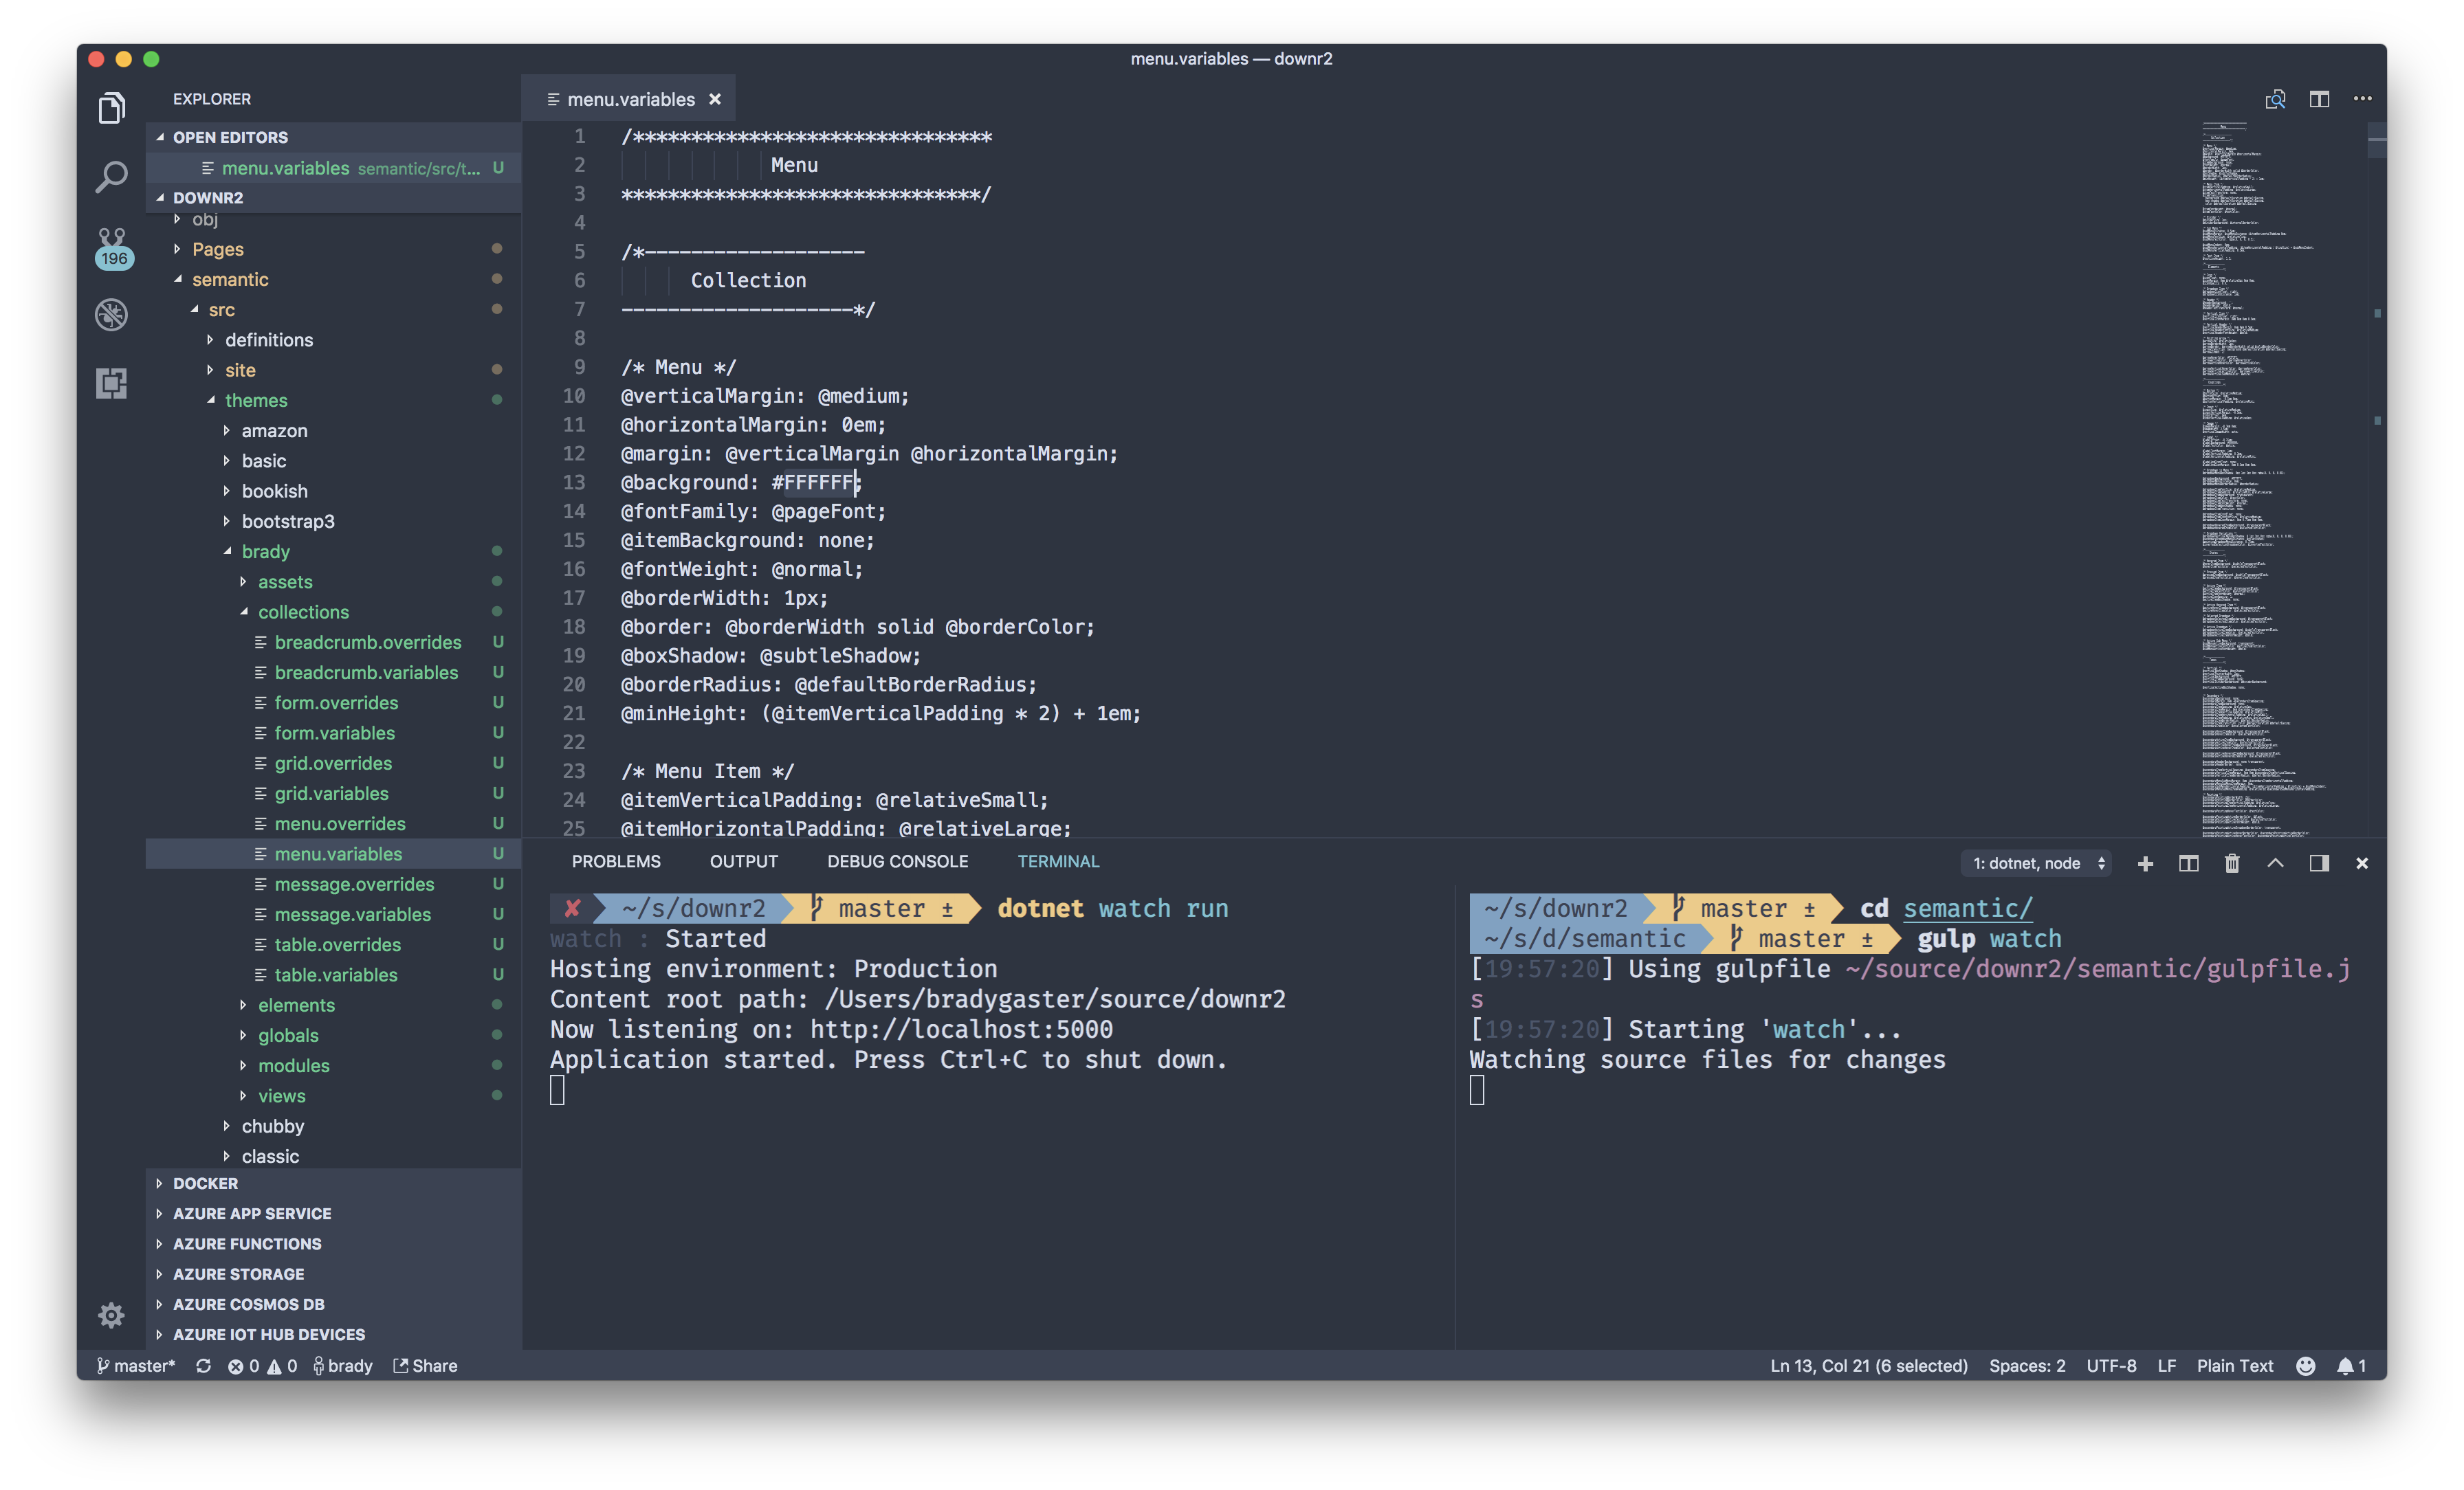 menu.variables — downr2
EXPLORER
OPEN EDITORS
menu.variables semantic/src/t... U
DOWNR2
obj
Pages
semantic
src
definitions
site
themes
amazon
basic
bookish
bootstrap3
brady
assets
collections
breadcrumb.overrides U
breadcrumb.variables U
form.overrides U
form.variables U
grid.overrides U
grid.variables U
menu.overrides U
menu.variables U
message.overrides U
message.variables U
table.overrides U
table.variables U
elements
globals
modules
views
chubby
classic
DOCKER
AZURE APP SERVICE
AZURE FUNCTIONS
AZURE STORAGE
AZURE COSMOS DB
AZURE IOT HUB DEVICES
196
menu.variables ×
1 /*******************************
2 Menu
3 *******************************/
4
5 /*-------------------
6 Collection
7 --------------------*/
8
9 /* Menu */
10 @verticalMargin: @medium;
11 @horizontalMargin: 0em;
12 @margin: @verticalMargin @horizontalMargin;
13 @background: #FFFFFF;
14 @fontFamily: @pageFont;
15 @itemBackground: none;
16 @fontWeight: @normal;
17 @borderWidth: 1px;
18 @border: @borderWidth solid @borderColor;
19 @boxShadow: @subtleShadow;
20 @borderRadius: @defaultBorderRadius;
21 @minHeight: (@itemVerticalPadding * 2) + 1em;
22
23 /* Menu Item */
24 @itemVerticalPadding: @relativeSmall;
25 @itemHorizontalPadding: @relativeLarge;
PROBLEMS OUTPUT DEBUG CONSOLE TERMINAL
1: dotnet, node
✘ ~/s/downr2 master ± dotnet watch run
watch : Started
Hosting environment: Production
Content root path: /Users/bradygaster/source/downr2
Now listening on: http://localhost:5000
Application started. Press Ctrl+C to shut down.
~/s/downr2 master ± cd semantic/
~/s/d/semantic master ± gulp watch
[19:57:20] Using gulpfile ~/source/downr2/semantic/gulpfile.j
s
[19:57:20] Starting 'watch'...
Watching source files for changes
master* 0 0 brady Share
Ln 13, Col 21 (6 selected) Spaces: 2 UTF-8 LF Plain Text 1